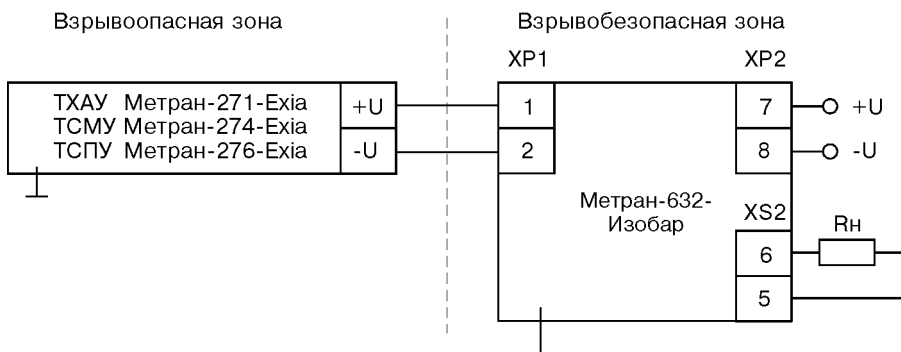 Взрывоопасная зона
Взрывобезопасная зона
XP1
XP2
ТХАУ Метран-271-Exia
ТСМУ Метран-274-Exia
ТСПУ Метран-276-Exia
+U
-U
1
2
7
8
+U
-U
Метран-632-
Изобар
XS2
6
5
Rн